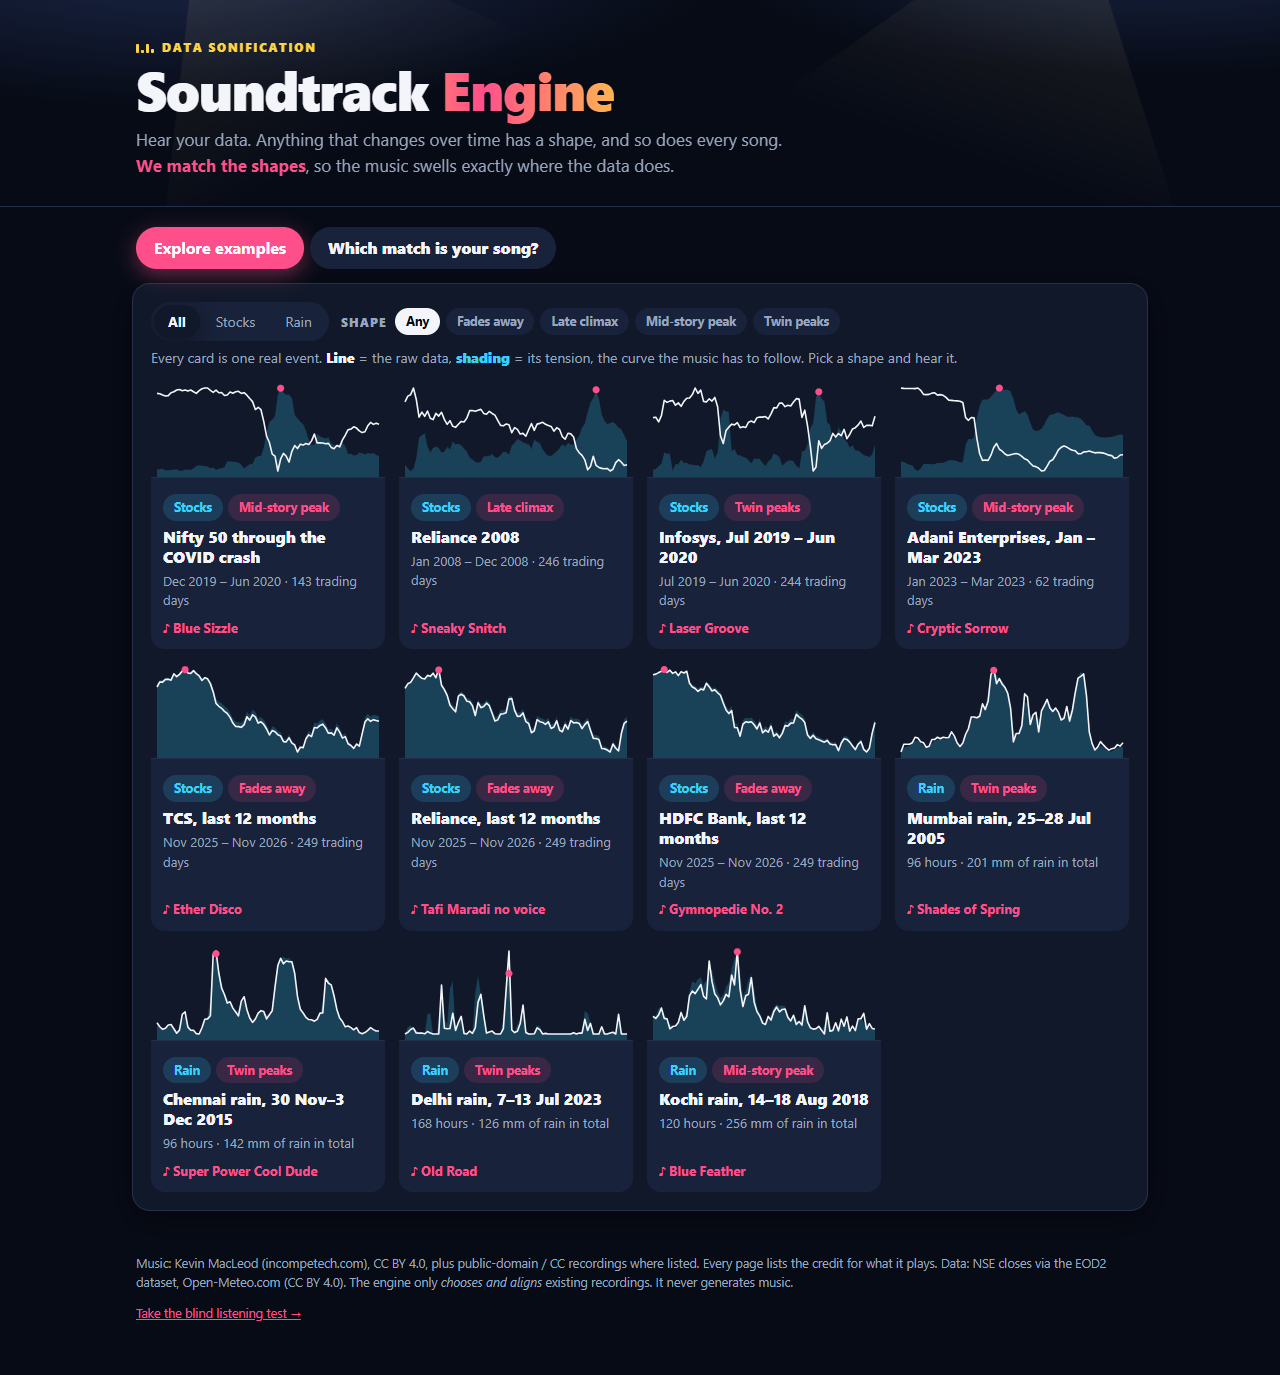 DATA SONIFICATION
Soundtrack Engine
Hear your data. Anything that changes over time has a shape, and so does every song.
We match the shapes, so the music swells exactly where the data does.
Explore examples
Which match is your song?
All
Stocks
Rain
SHAPE
Any
Fades away
Late climax
Mid-story peak
Twin peaks
Every card is one real event. Line = the raw data, shading = its tension, the curve the music has to follow. Pick a shape and hear it.
Stocks
Mid-story peak
Nifty 50 through the
COVID crash
Dec 2019 – Jun 2020 · 143 trading
days
♪ Blue Sizzle
Stocks
Late climax
Reliance 2008
Jan 2008 – Dec 2008 · 246 trading
days
♪ Sneaky Snitch
Stocks
Twin peaks
Infosys, Jul 2019 – Jun
2020
Jul 2019 – Jun 2020 · 244 trading
days
♪ Laser Groove
Stocks
Mid-story peak
Adani Enterprises, Jan –
Mar 2023
Jan 2023 – Mar 2023 · 62 trading
days
♪ Cryptic Sorrow
Stocks
Fades away
TCS, last 12 months
Nov 2025 – Nov 2026 · 249 trading
days
♪ Ether Disco
Stocks
Fades away
Reliance, last 12 months
Nov 2025 – Nov 2026 · 249 trading
days
♪ Tafi Maradi no voice
Stocks
Fades away
HDFC Bank, last 12
months
Nov 2025 – Nov 2026 · 249 trading
days
♪ Gymnopedie No. 2
Rain
Twin peaks
Mumbai rain, 25–28 Jul
2005
96 hours · 201 mm of rain in total
♪ Shades of Spring
Rain
Twin peaks
Chennai rain, 30 Nov–3
Dec 2015
96 hours · 142 mm of rain in total
♪ Super Power Cool Dude
Rain
Twin peaks
Delhi rain, 7–13 Jul 2023
168 hours · 126 mm of rain in total
♪ Old Road
Rain
Mid-story peak
Kochi rain, 14–18 Aug 2018
120 hours · 256 mm of rain in total
♪ Blue Feather
Music: Kevin MacLeod (incompetech.com), CC BY 4.0, plus public-domain / CC recordings where listed. Every page lists the credit for what it plays. Data: NSE closes via the EOD2
dataset, Open-Meteo.com (CC BY 4.0). The engine only chooses and aligns existing recordings. It never generates music.
Take the blind listening test →